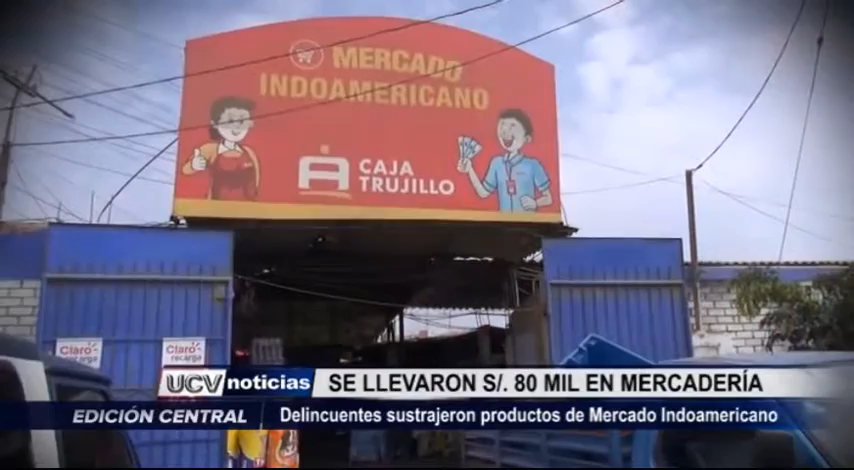 MERCADO
INDOAMERICANO
CAJA
TRUJILLO
Claro
recarga
Claro
recarga
UCV noticias
SE LLEVARON S/. 80 MIL EN MERCADERÍA
EDICIÓN CENTRAL
Delincuentes sustrajeron productos de Mercado Indoamericano